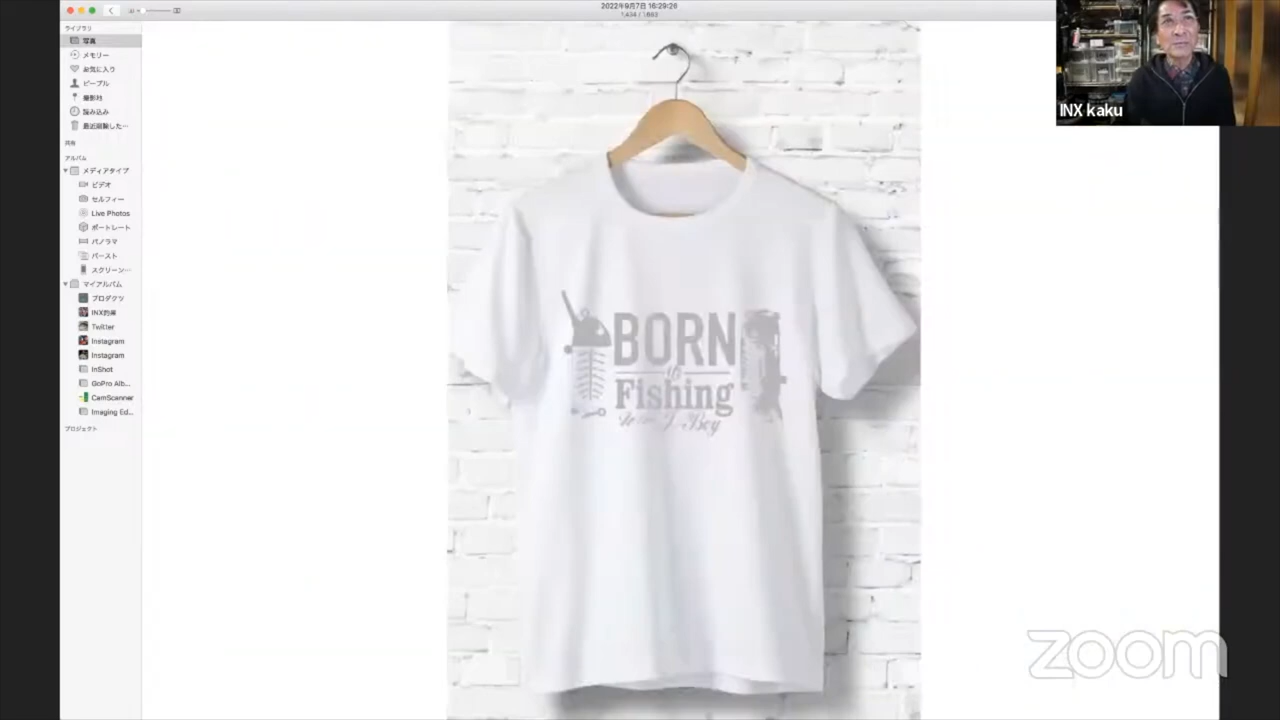 2022年9月7日 16:29:26
1,434 / 1,693
ライブラリ
写真
メモリー
お気に入り
ピープル
撮影地
読み込み
最近削除した…
共有
アルバム
メディアタイプ
ビデオ
セルフィー
Live Photos
ポートレート
パノラマ
バースト
スクリーン…
マイアルバム
プロダクツ
Twitter
Instagram
Instagram
InShot
GoPro Alb...
CamScanner
Imaging Ed...
プロジェクト
BORN
to
Fishing
Boy
INX kaku
zoom